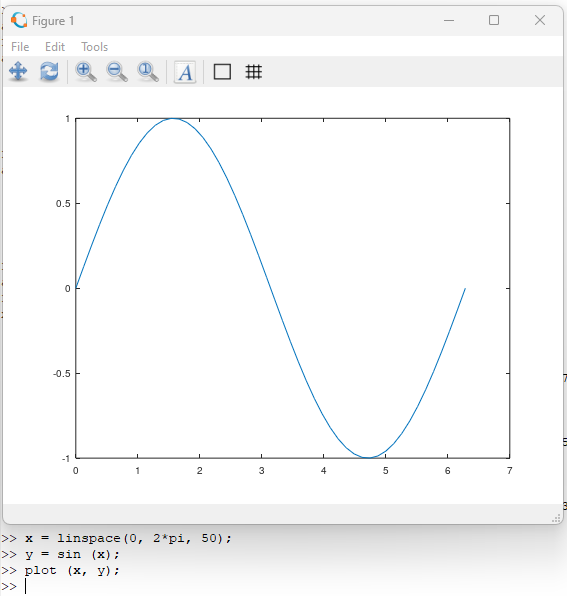 Figure 1
File Edit Tools
A
1
0.5
0
-0.5
-1
0 1 2 3 4 5 6 7
>> x = linspace(0, 2*pi, 50);
>> y = sin (x);
>> plot (x, y);
>>